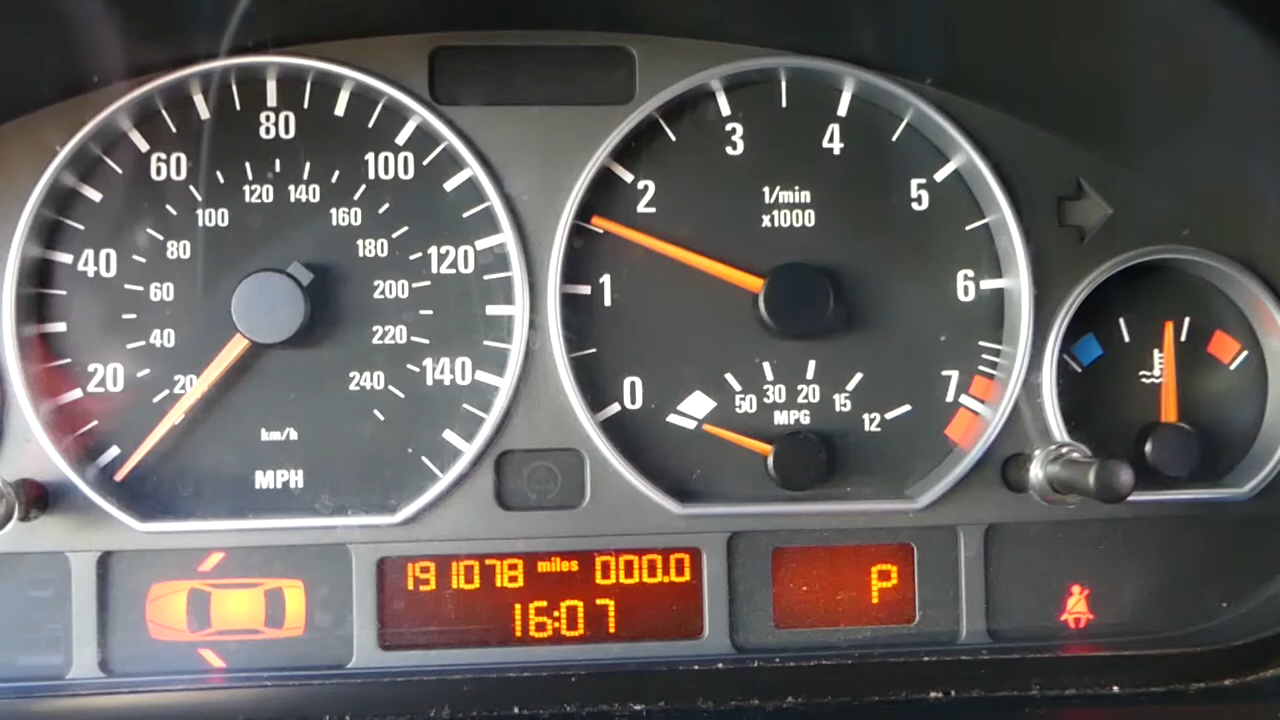 20 40 60 80 100 120 140
20 40 60 80 100 120 140 160 180 200 220 240
km/h
MPH
0 1 2 3 4 5 6 7
1/min
x1000
50 30 20 15 12
MPG
191078 miles 000.0
16:07
P